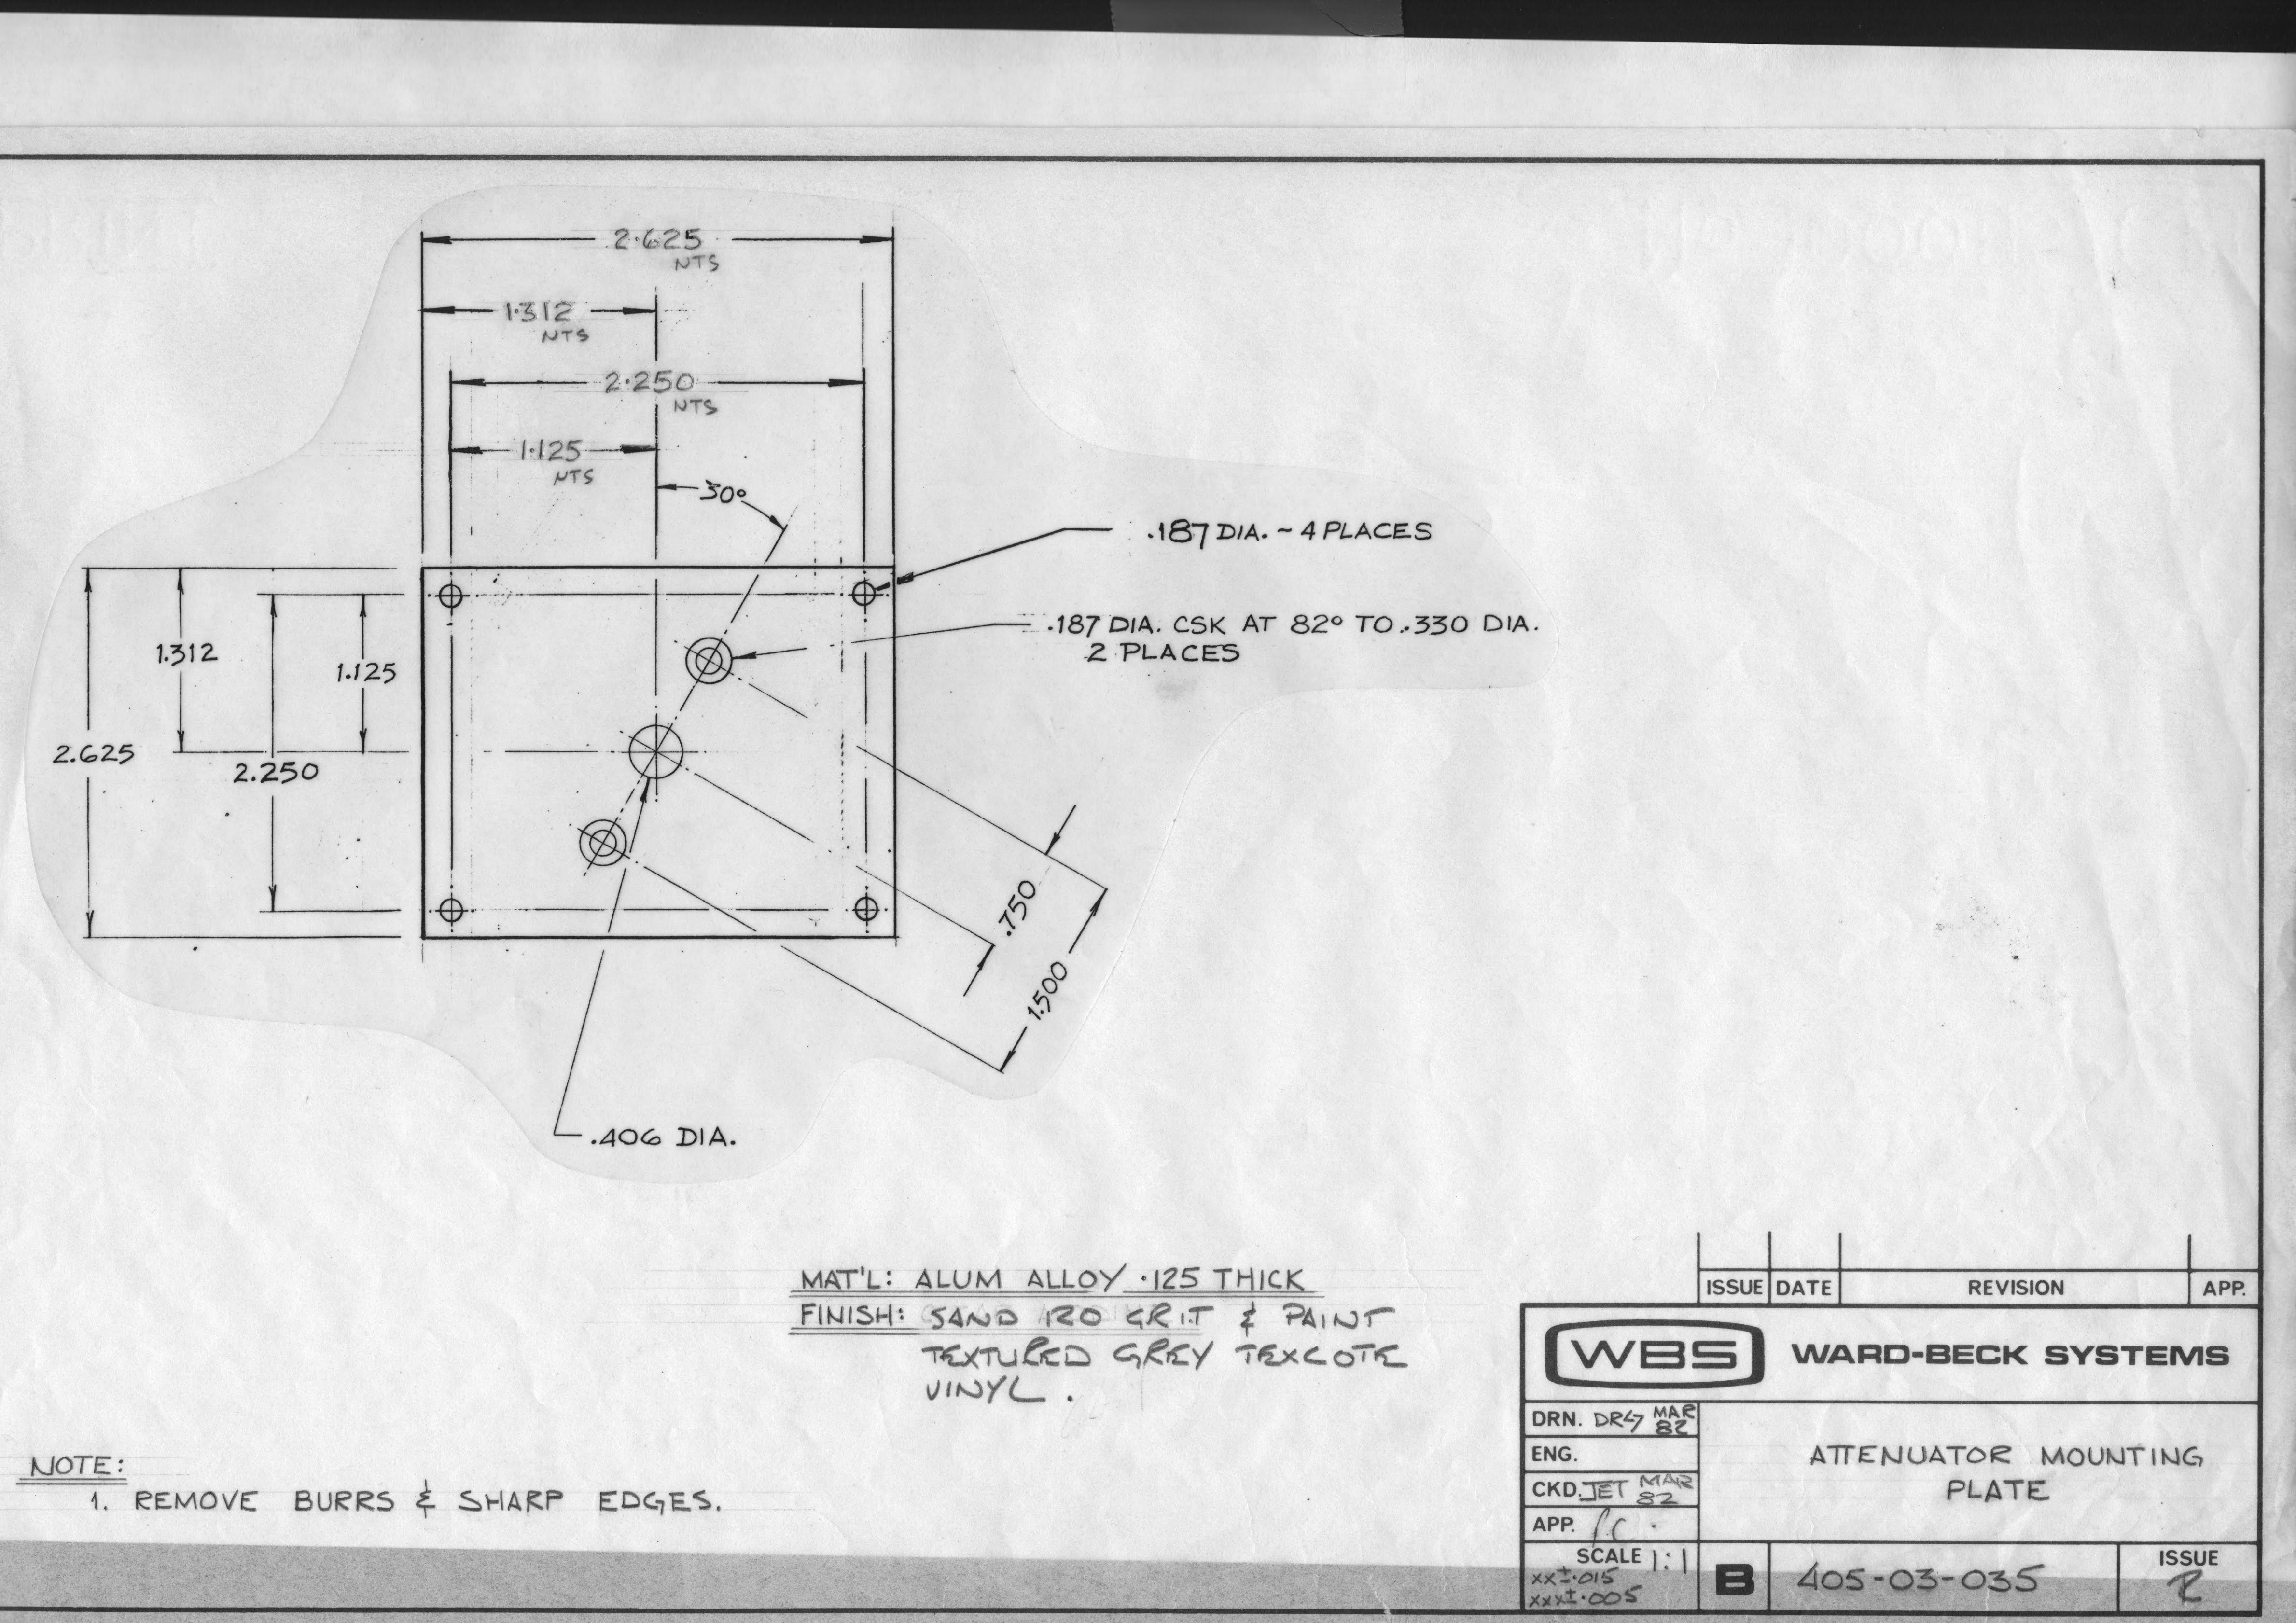 2.625
NTS
1.312
NTS
2.250
NTS
1.125
NTS
30°
.187 DIA. ~ 4 PLACES
.187 DIA. CSK AT 82° TO .330 DIA.
2 PLACES
1.312
1.125
2.625
2.250
.750
1.500
.406 DIA.
MAT'L: ALUM ALLOY .125 THICK
FINISH: SAND 120 GRIT & PAINT
TEXTURED GREY TEXCOTE
VINYL.
NOTE:
1. REMOVE BURRS & SHARP EDGES.
ISSUE DATE REVISION APP.
WBS WARD-BECK SYSTEMS
DRN. DRG MAR 82
ENG.
CKD. JET MAR 82
APP.
ATTENUATOR MOUNTING
PLATE
SCALE 1:1
xx±.015
xxx±.005
B
405-03-035
ISSUE